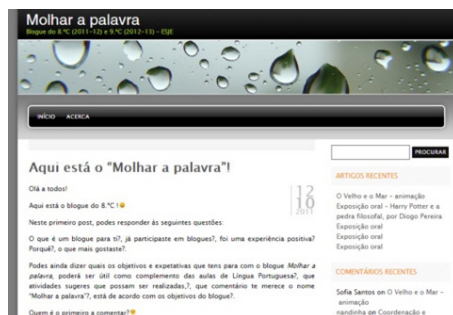 Molhar a palavra
Blogue do 8.ºC (2011-12) e 9.ºC (2012-13) - ESJE
INÍCIO ACERCA
PROCURAR
Aqui está o "Molhar a palavra"!
Olá a todos!
12
10
2011
Aqui está o blogue do 8.ºC !
Neste primeiro post, podes responder às seguintes questões:
O que é um blogue para ti?, já participaste em blogues?, foi uma experiência positiva?
Porquê?, o que mais gostaste?.
Podes ainda dizer quais os objetivos e expetativas que tens para com o blogue Molhar a
palavra, poderá ser útil como complemento das aulas de Língua Portuguesa?, que
atividades sugeres que possam ser realizadas,?, que comentário te merece o nome
"Molhar a palavra"?, está de acordo com os objetivos do blogue?.
Quem é o primeiro a comentar?
ARTIGOS RECENTES
O Velho e o Mar - animação
Exposição oral - Harry Potter e a
pedra filosofal, por Diogo Pereira
Exposição oral
Exposição oral
Exposição oral
COMENTÁRIOS RECENTES
Sofia Santos on O Velho e o Mar -
animação
nandinha on Coordenação e